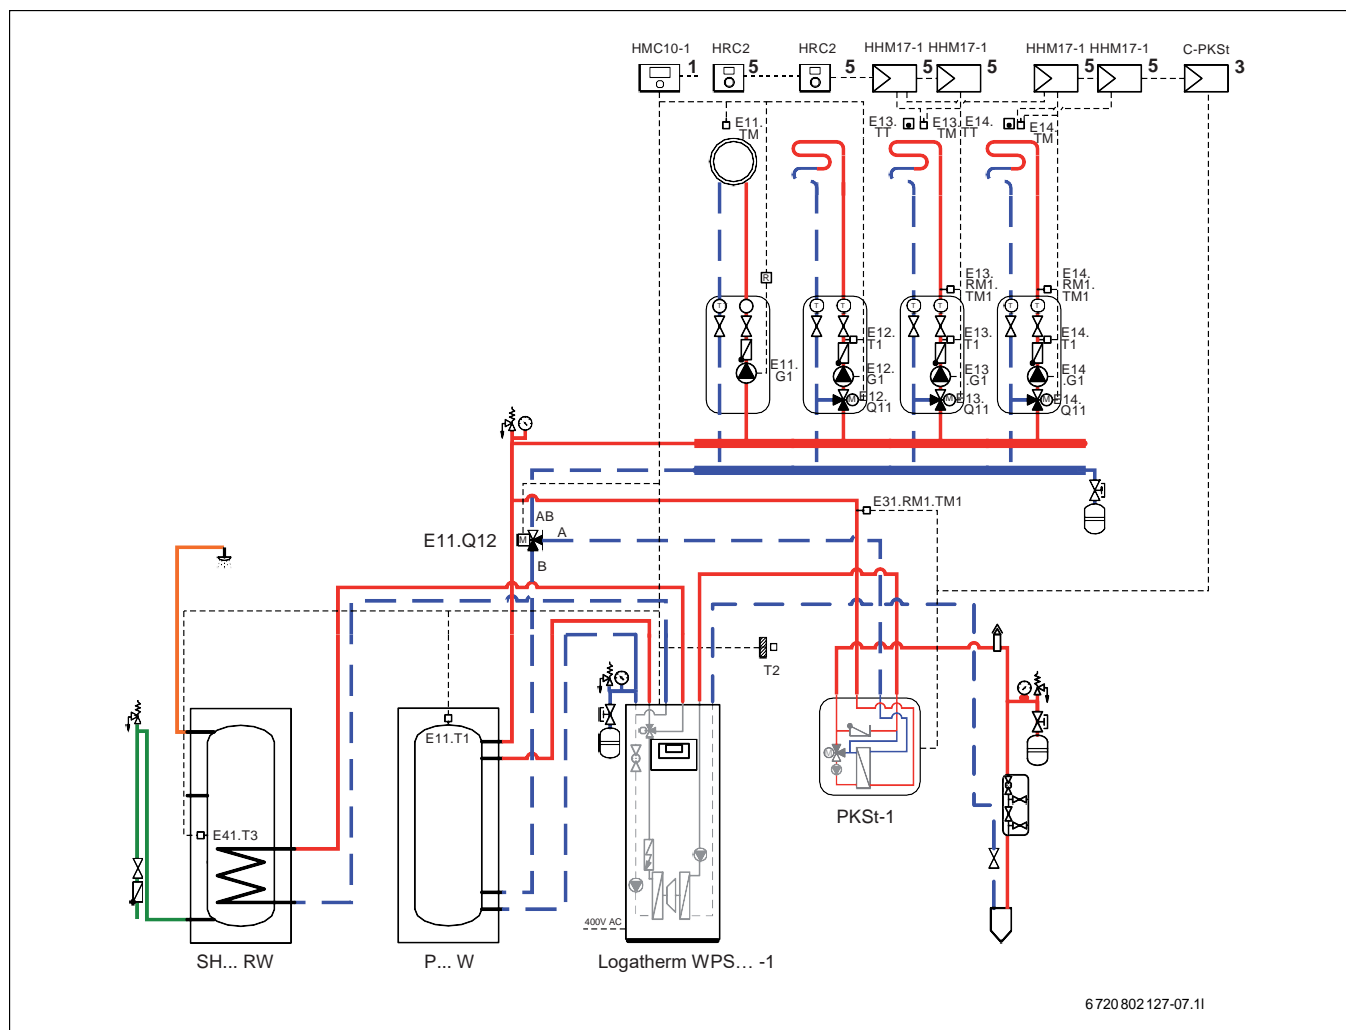 HMC10-1
1
HRC2
5
HRC2
5
HHM17-1
5
HHM17-1
5
HHM17-1
5
HHM17-1
5
C-PKSt
3
E11.
TM
E13.
TT
E13.
TM
E14.
TT
E14.
TM
R
E13.
RM1.
TM1
E14.
RM1.
TM1
T
T
T
T
T
T
T
E12.
T1
E13.
T1
E14.
T1
E11.
G1
E12.
G1
E13
.G1
E14
.G1
M
E12.
Q11
M
E13.
Q11
M
E14.
Q11
E31.RM1.TM1
AB
A
E11.Q12
M
B
T2
E11.T1
M
PKSt-1
E41.T3
400V AC
SH... RW
P... W
Logatherm WPS... -1
6 720 802 127-07.1I